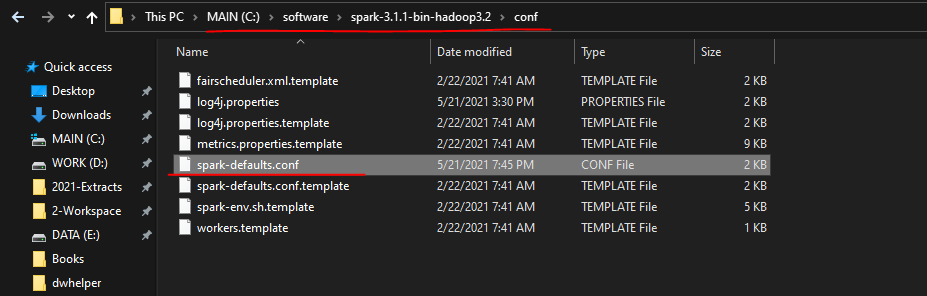 This PC > MAIN (C:) > software > spark-3.1.1-bin-hadoop3.2 > conf
Quick access
Desktop
Downloads
MAIN (C:)
WORK (D:)
2021-Extracts
2-Workspace
DATA (E:)
Books
dwhelper
Name Date modified Type Size
fairscheduler.xml.template 2/22/2021 7:41 AM TEMPLATE File 2 KB
log4j.properties 5/21/2021 3:30 PM PROPERTIES File 2 KB
log4j.properties.template 2/22/2021 7:41 AM TEMPLATE File 2 KB
metrics.properties.template 2/22/2021 7:41 AM TEMPLATE File 9 KB
spark-defaults.conf 5/21/2021 7:45 PM CONF File 2 KB
spark-defaults.conf.template 2/22/2021 7:41 AM TEMPLATE File 2 KB
spark-env.sh.template 2/22/2021 7:41 AM TEMPLATE File 5 KB
workers.template 2/22/2021 7:41 AM TEMPLATE File 1 KB